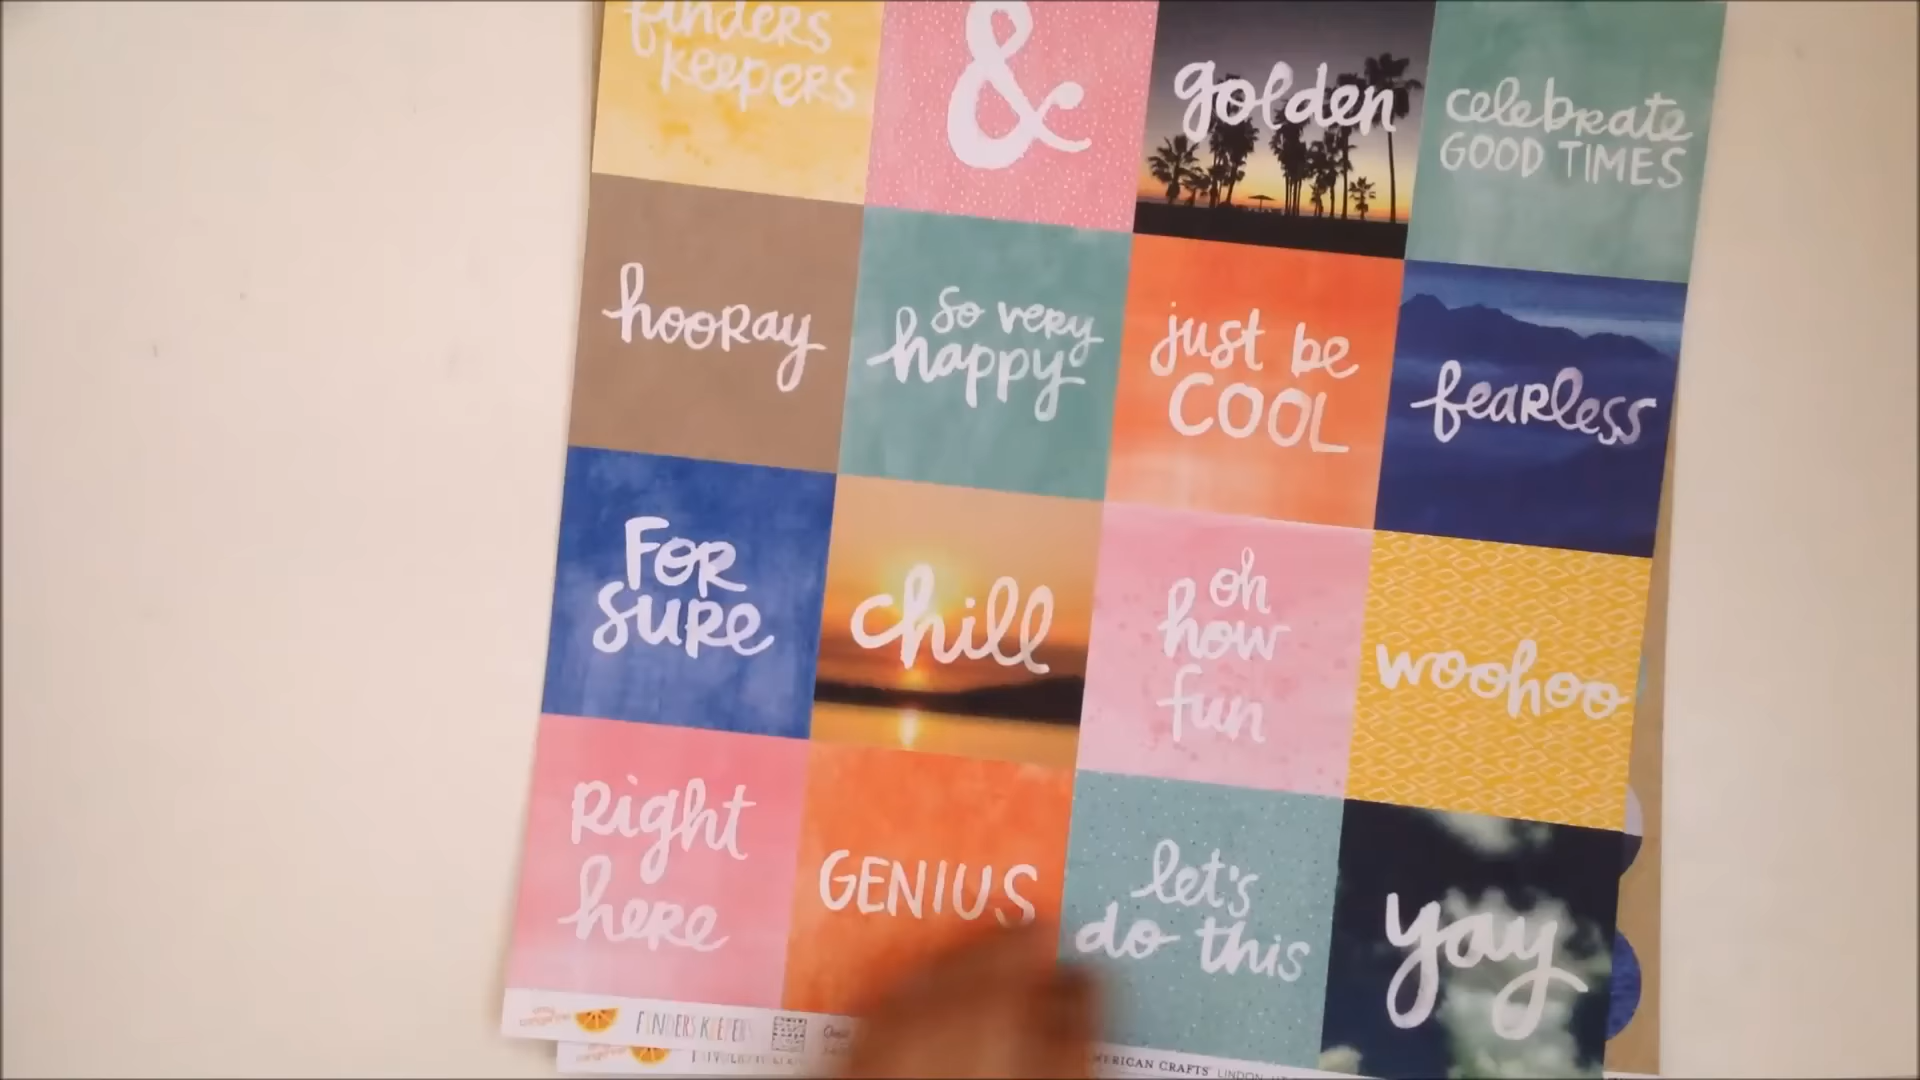 finders
keepers
&
golden
celebrate
GOOD TIMES
hooray
so very
happy
just be
COOL
fearless
For
sure
chill
oh
how
fun
woohoo
Right
here
GENIUS
let's
do this
yay
FINDERS KEEPERS
AMERICAN CRAFTS